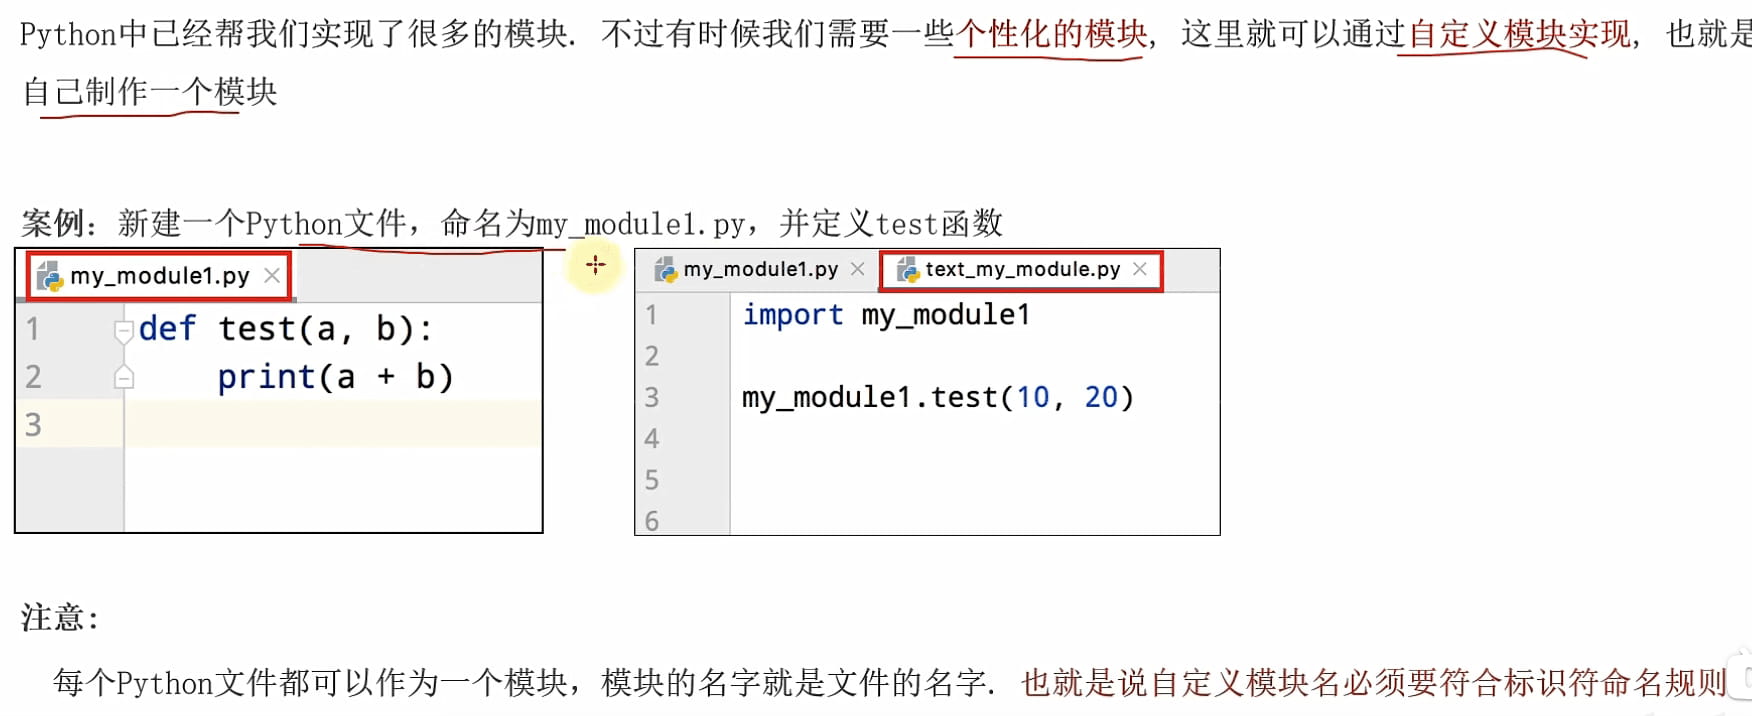 Python中已经帮我们实现了很多的模块. 不过有时候我们需要一些个性化的模块, 这里就可以通过自定义模块实现, 也就是
自己制作一个模块
案例: 新建一个Python文件, 命名为my_module1.py, 并定义test函数
my_module1.py
1 def test(a, b):
2 print(a + b)
3
my_module1.py text_my_module.py
1 import my_module1
2
3 my_module1.test(10, 20)
4
5
6
注意:
每个Python文件都可以作为一个模块, 模块的名字就是文件的名字. 也就是说自定义模块名必须要符合标识符命名规则